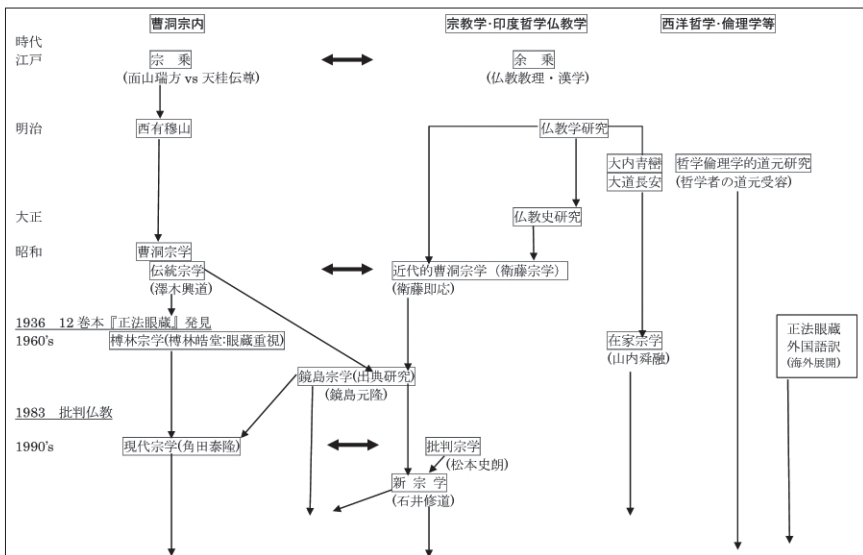 曹洞宗内 宗教学・印度哲学仏教学 西洋哲学・倫理学等
時代
江戸 宗 乗 余 乗
(面山瑞方 vs 天桂伝尊) (仏教教理・漢学)
明治 西有穆山 仏教学研究
大内青巒 哲学倫理学的道元研究
大道長安 (哲学者の道元受容)
大正 仏教史研究
昭和 曹洞宗学
伝統宗学 近代的曹洞宗学（衛藤宗学）
(澤木興道) (衛藤即応)
1936 12 巻本『正法眼蔵』発見
1960's 榑林宗学(榑林皓堂:眼蔵重視) 在家宗学
(山内舜融)
正法眼蔵
外国語訳
(海外展開)
鏡島宗学(出典研究)
(鏡島元隆)
1983 批判仏教
1990's 現代宗学(角田泰隆) 批判宗学
(松本史朗)
新 宗 学
(石井修道)